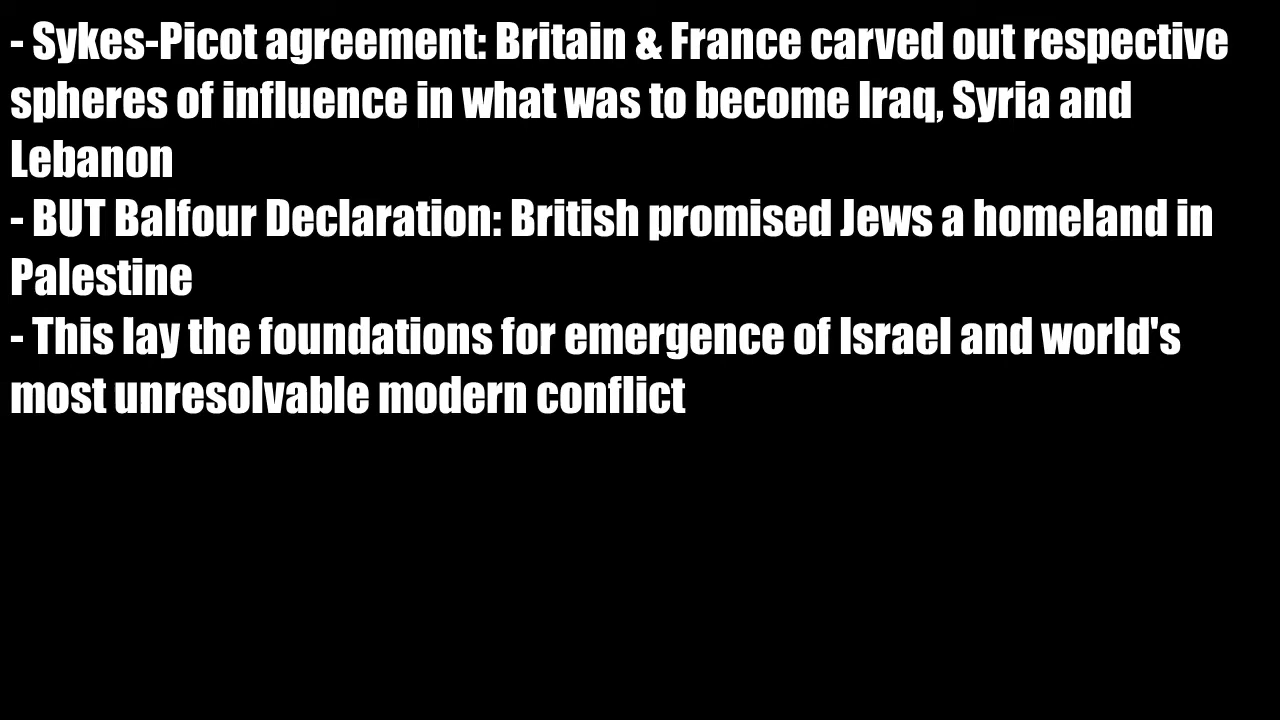 - Sykes-Picot agreement: Britain & France carved out respective
spheres of influence in what was to become Iraq, Syria and
Lebanon
- BUT Balfour Declaration: British promised Jews a homeland in
Palestine
- This lay the foundations for emergence of Israel and world's
most unresolvable modern conflict